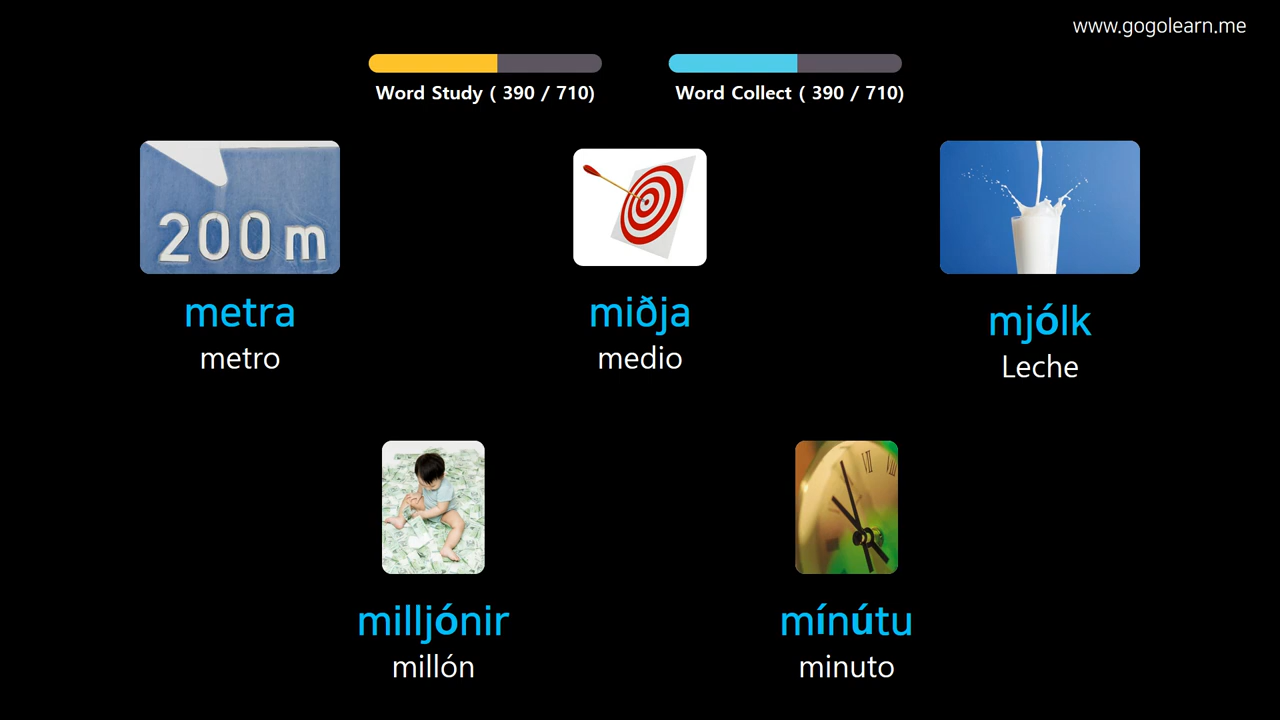 www.gogolearn.me
Word Study ( 390 / 710)
Word Collect ( 390 / 710)
200m
metra
metro
miðja
medio
mjólk
Leche
milljónir
millón
mínútu
minuto